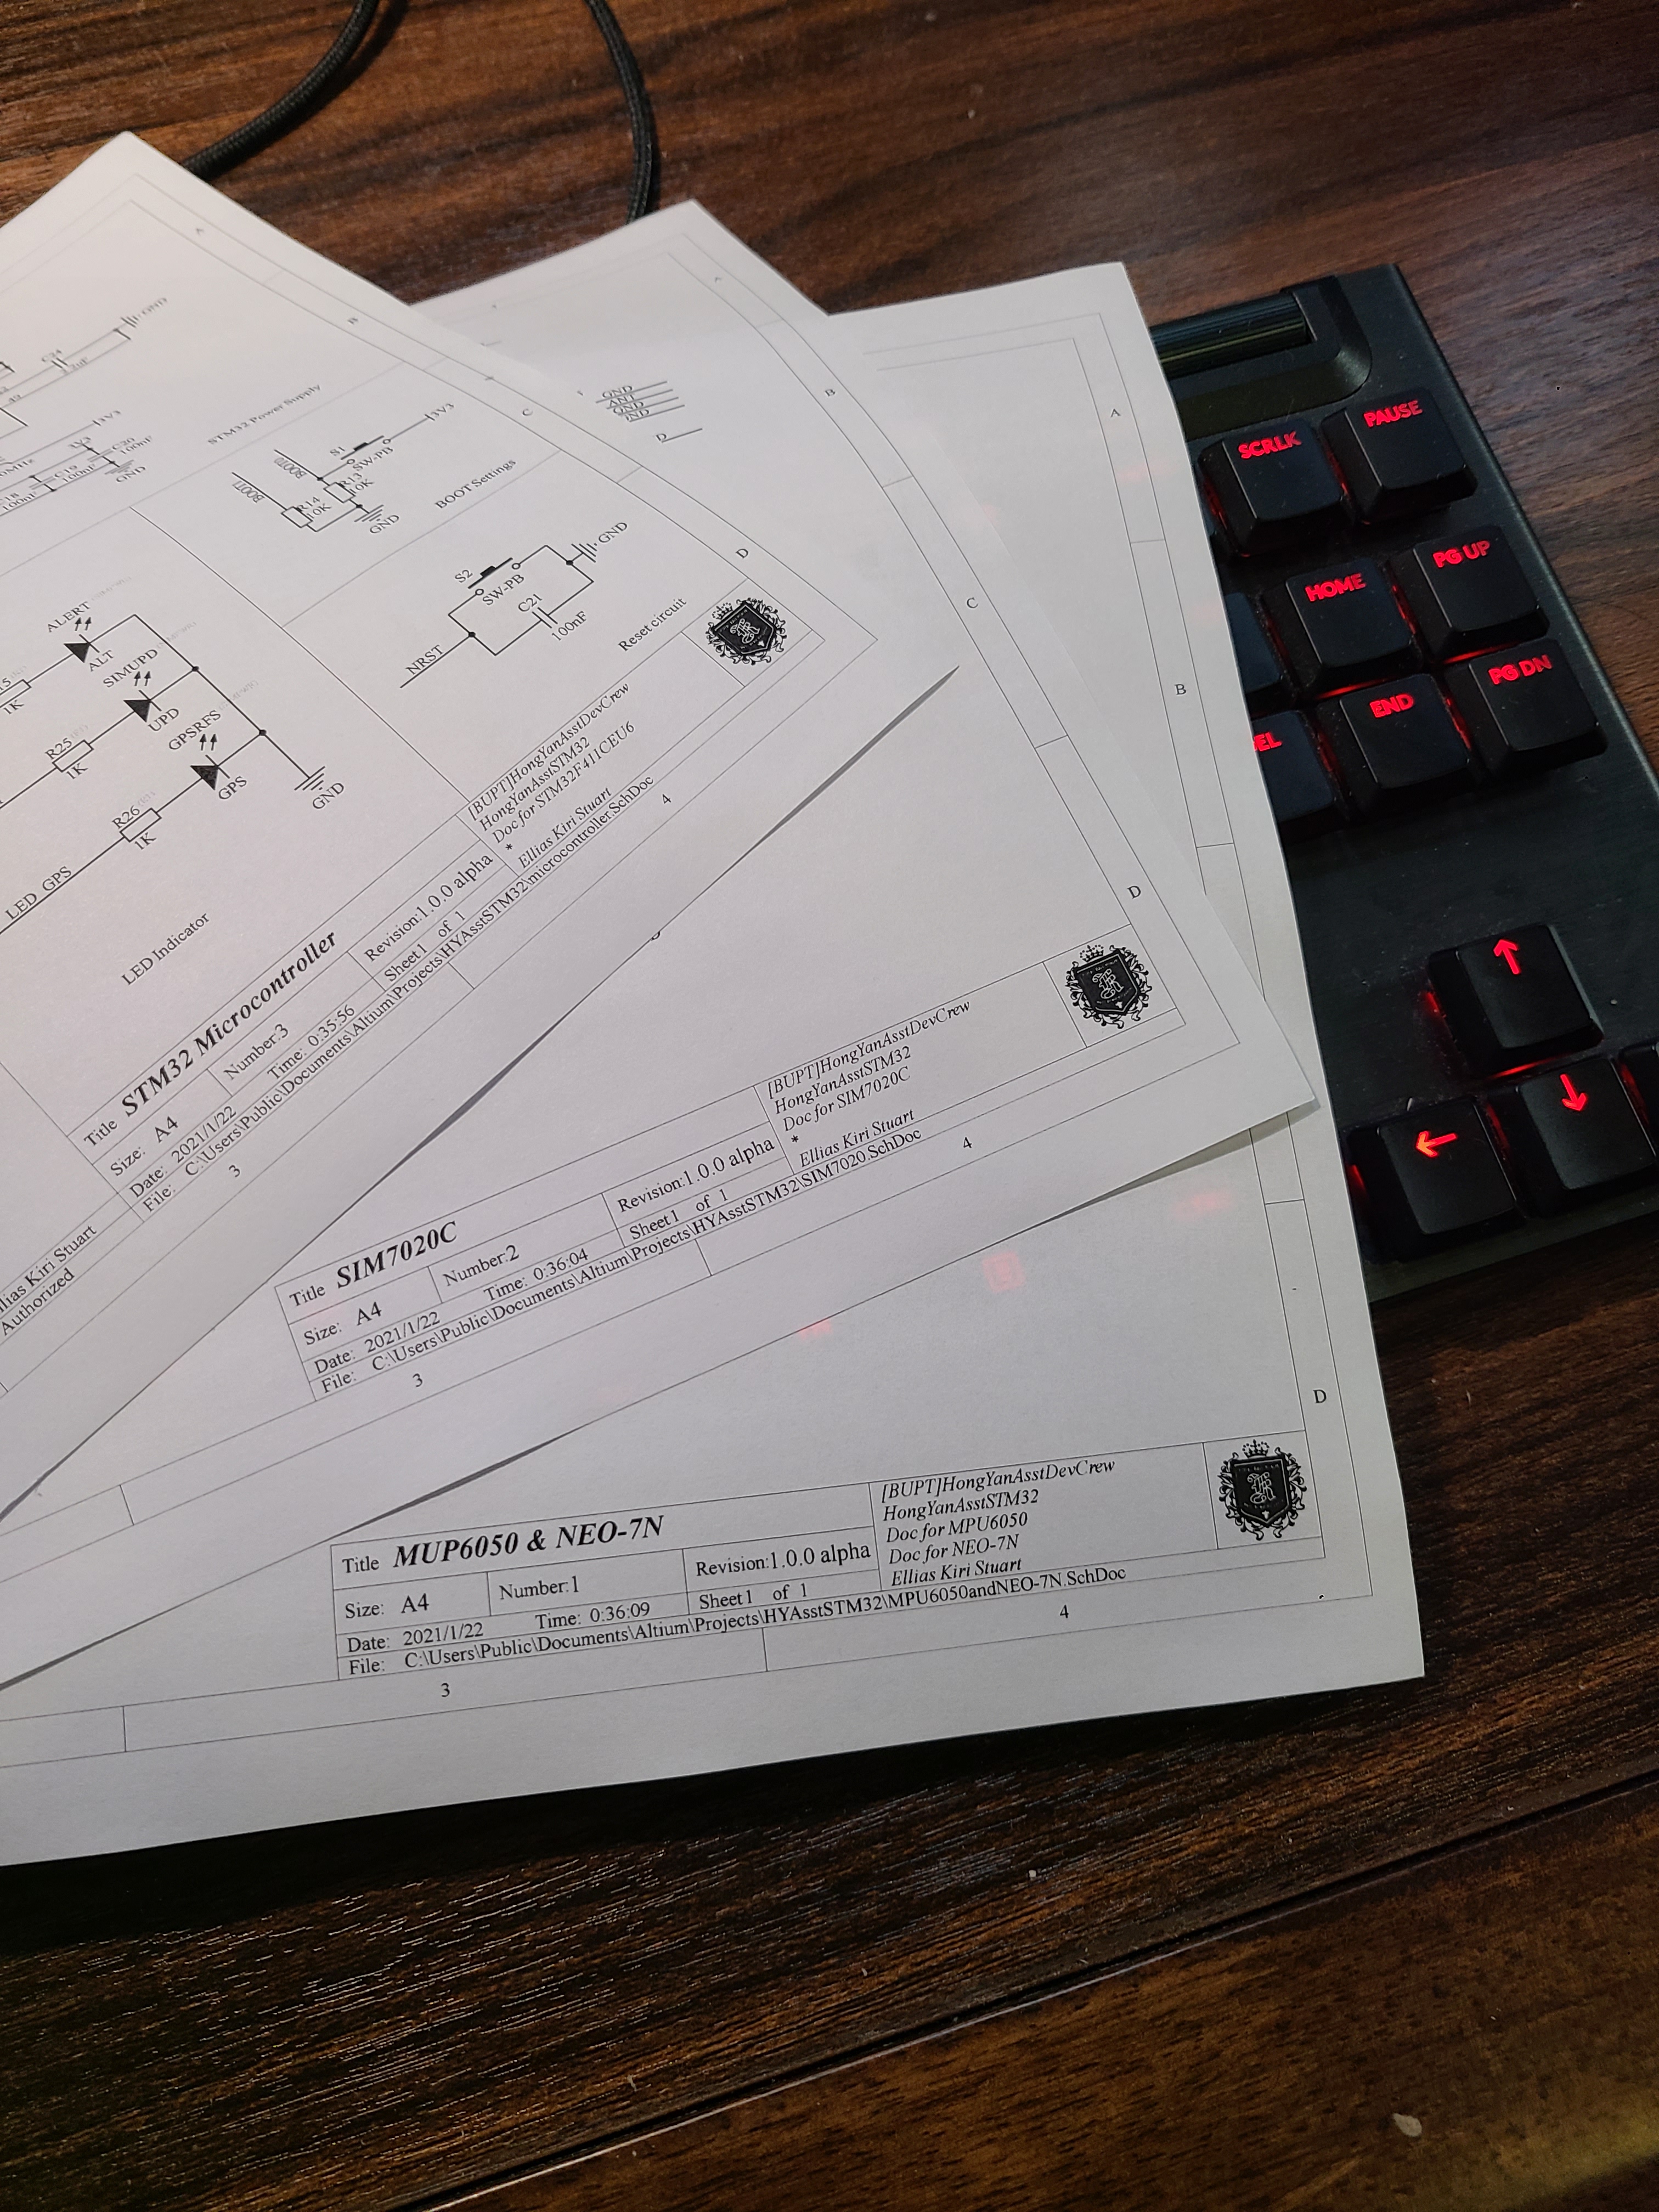 A
B
C
D
GND
C24
3V3
C20
100nF
C19
100nF
GND
100nF
STM32 Power Supply
3V3
S1
SW-PB
BOOT0
BOOT1
R13
10K
R14
10K
GND
BOOT Settings
S2
SW-PB
GND
C21
100nF
NRST
Reset circuit
ALERT
ALT
1K
SIMUPD
UPD
R25
1K
GPSRFS
GPS
R26
1K
GND
LED_GPS
LED Indicator
Title STM32 Microcontroller
Size: A4
Number:3
Revision:1.0.0 alpha
Date: 2021/1/22
Time: 0:35:56
Sheet1 of 1
File: C:\Users\Public\Documents\Altium\Projects\HYAsstSTM32\microcontroller.SchDoc
[BUPT]HongYanAsstDevCrew
HongYanAsstSTM32
Doc for STM32F411CEU6
*
Ellias Kiri Stuart
3
4
Kiri Stuart
Authorized
GND
ANT
GND
A
B
C
D
Title SIM7020C
Size: A4
Number:2
Revision:1.0.0 alpha
Date: 2021/1/22
Time: 0:36:04
Sheet1 of 1
File: C:\Users\Public\Documents\Altium\Projects\HYAsstSTM32\SIM7020.SchDoc
[BUPT]HongYanAsstDevCrew
HongYanAsstSTM32
Doc for SIM7020C
*
Ellias Kiri Stuart
3
4
A
B
D
Title MUP6050 & NEO-7N
Size: A4
Number:1
Revision:1.0.0 alpha
Date: 2021/1/22
Time: 0:36:09
Sheet1 of 1
File: C:\Users\Public\Documents\Altium\Projects\HYAsstSTM32\MPU6050andNEO-7N.SchDoc
[BUPT]HongYanAsstDevCrew
HongYanAsstSTM32
Doc for MPU6050
Doc for NEO-7N
Ellias Kiri Stuart
3
4
SCRLK
PAUSE
HOME
PG UP
END
PG DN